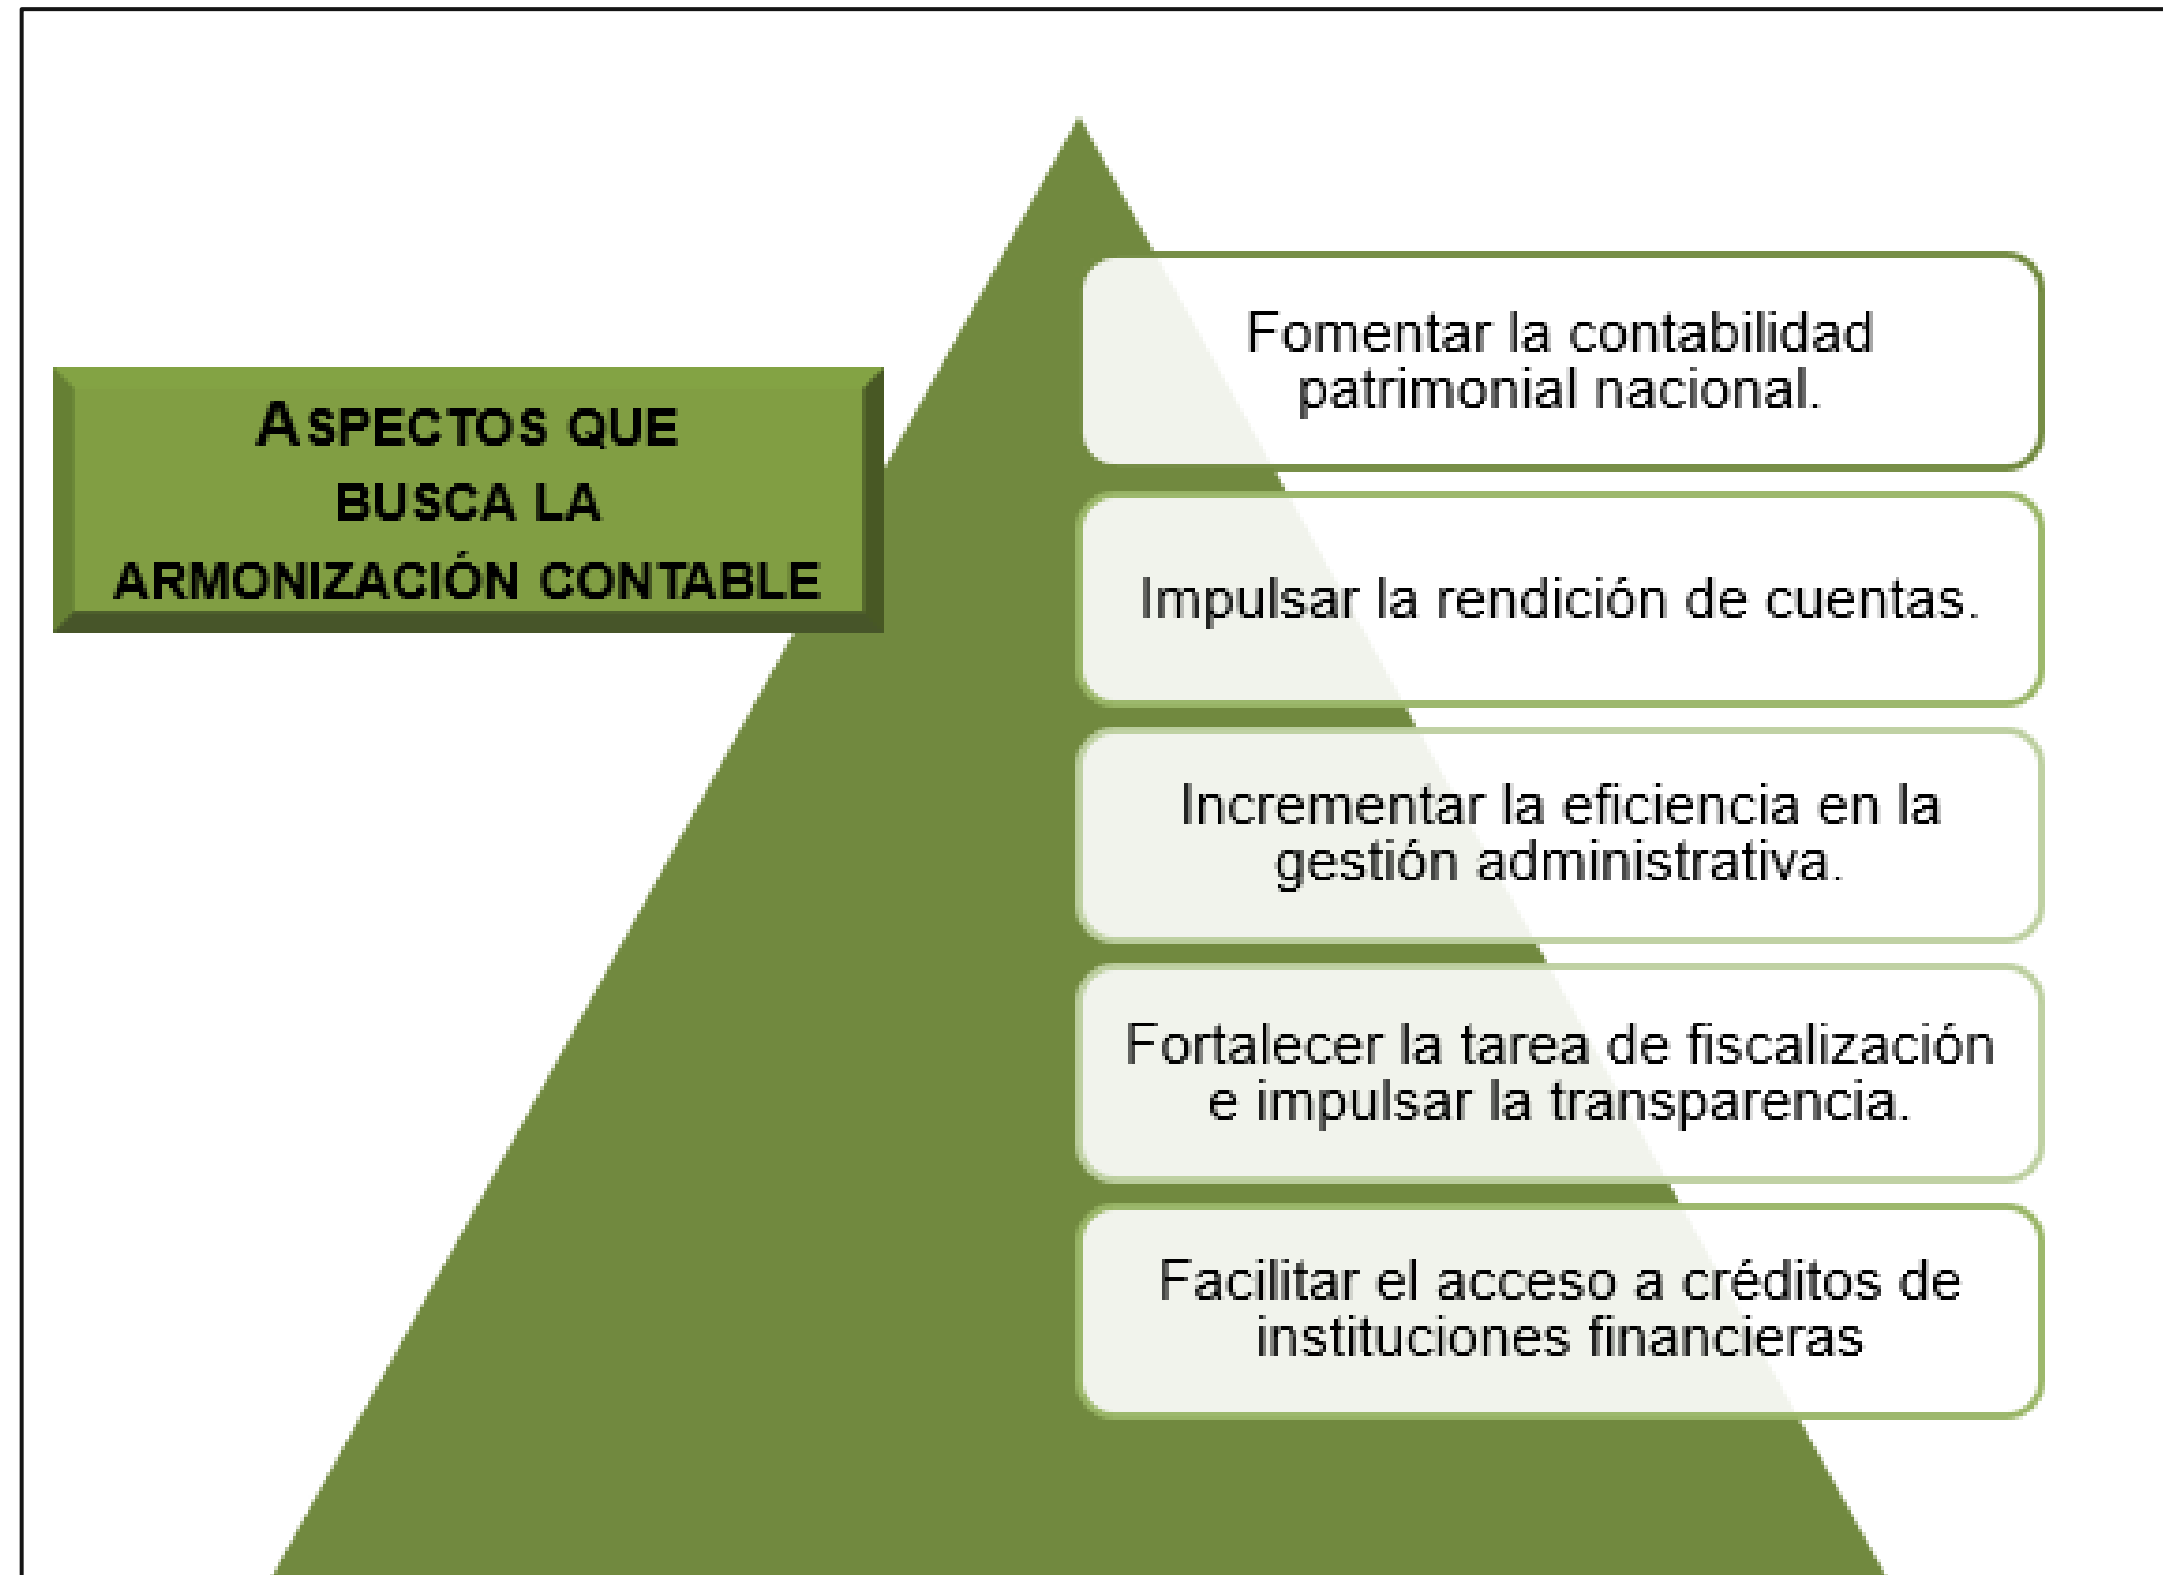 ASPECTOS QUE
BUSCA LA
ARMONIZACIÓN CONTABLE
Fomentar la contabilidad
patrimonial nacional.
Impulsar la rendición de cuentas.
Incrementar la eficiencia en la
gestión administrativa.
Fortalecer la tarea de fiscalización
e impulsar la transparencia.
Facilitar el acceso a créditos de
instituciones financieras